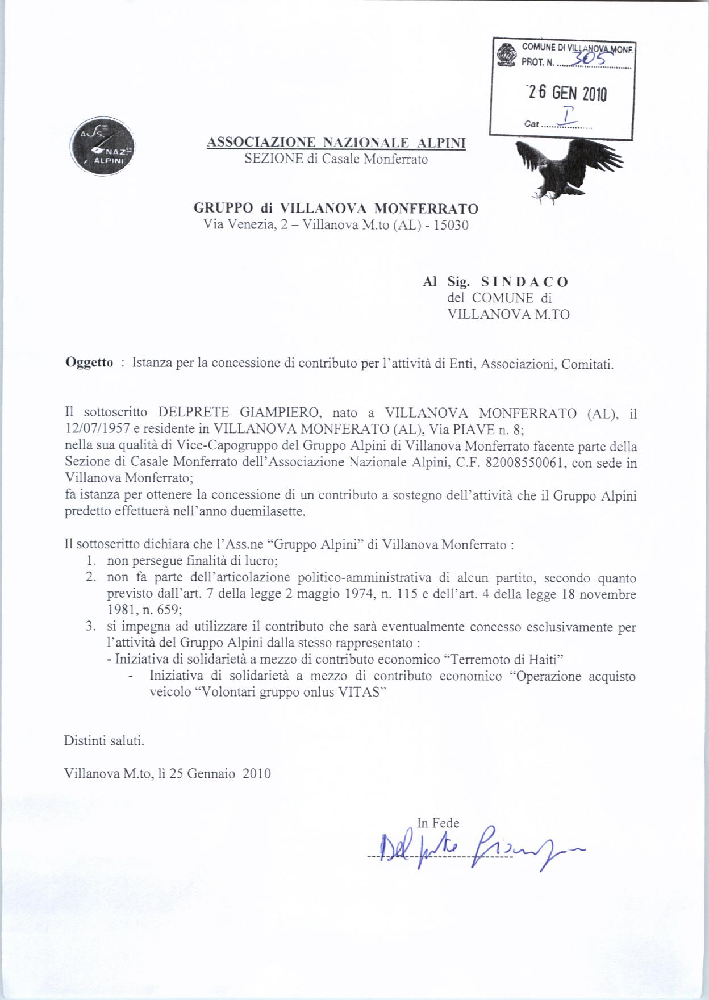 COMUNE DI VILLANOVA MONF.
PROT. N. 305
26 GEN 2010
Cat I
ASS.
NAZ
ALPINI
ASSOCIAZIONE NAZIONALE ALPINI
SEZIONE di Casale Monferrato
GRUPPO di VILLANOVA MONFERRATO
Via Venezia, 2 – Villanova M.to (AL) - 15030
Al Sig. SINDACO
del COMUNE di
VILLANOVA M.TO
Oggetto : Istanza per la concessione di contributo per l'attività di Enti, Associazioni, Comitati.
Il sottoscritto DELPRETE GIAMPIERO, nato a VILLANOVA MONFERRATO (AL), il
12/07/1957 e residente in VILLANOVA MONFERATO (AL), Via PIAVE n. 8;
nella sua qualità di Vice-Capogruppo del Gruppo Alpini di Villanova Monferrato facente parte della
Sezione di Casale Monferrato dell'Associazione Nazionale Alpini, C.F. 82008550061, con sede in
Villanova Monferrato;
fa istanza per ottenere la concessione di un contributo a sostegno dell'attività che il Gruppo Alpini
predetto effettuerà nell'anno duemilasette.
Il sottoscritto dichiara che l'Ass.ne “Gruppo Alpini” di Villanova Monferrato :
1. non persegue finalità di lucro;
2. non fa parte dell'articolazione politico-amministrativa di alcun partito, secondo quanto
previsto dall'art. 7 della legge 2 maggio 1974, n. 115 e dell'art. 4 della legge 18 novembre
1981, n. 659;
3. si impegna ad utilizzare il contributo che sarà eventualmente concesso esclusivamente per
l'attività del Gruppo Alpini dalla stesso rappresentato :
- Iniziativa di solidarietà a mezzo di contributo economico “Terremoto di Haiti”
- Iniziativa di solidarietà a mezzo di contributo economico “Operazione acquisto
veicolo “Volontari gruppo onlus VITAS”
Distinti saluti.
Villanova M.to, lì 25 Gennaio 2010
In Fede
Delprete